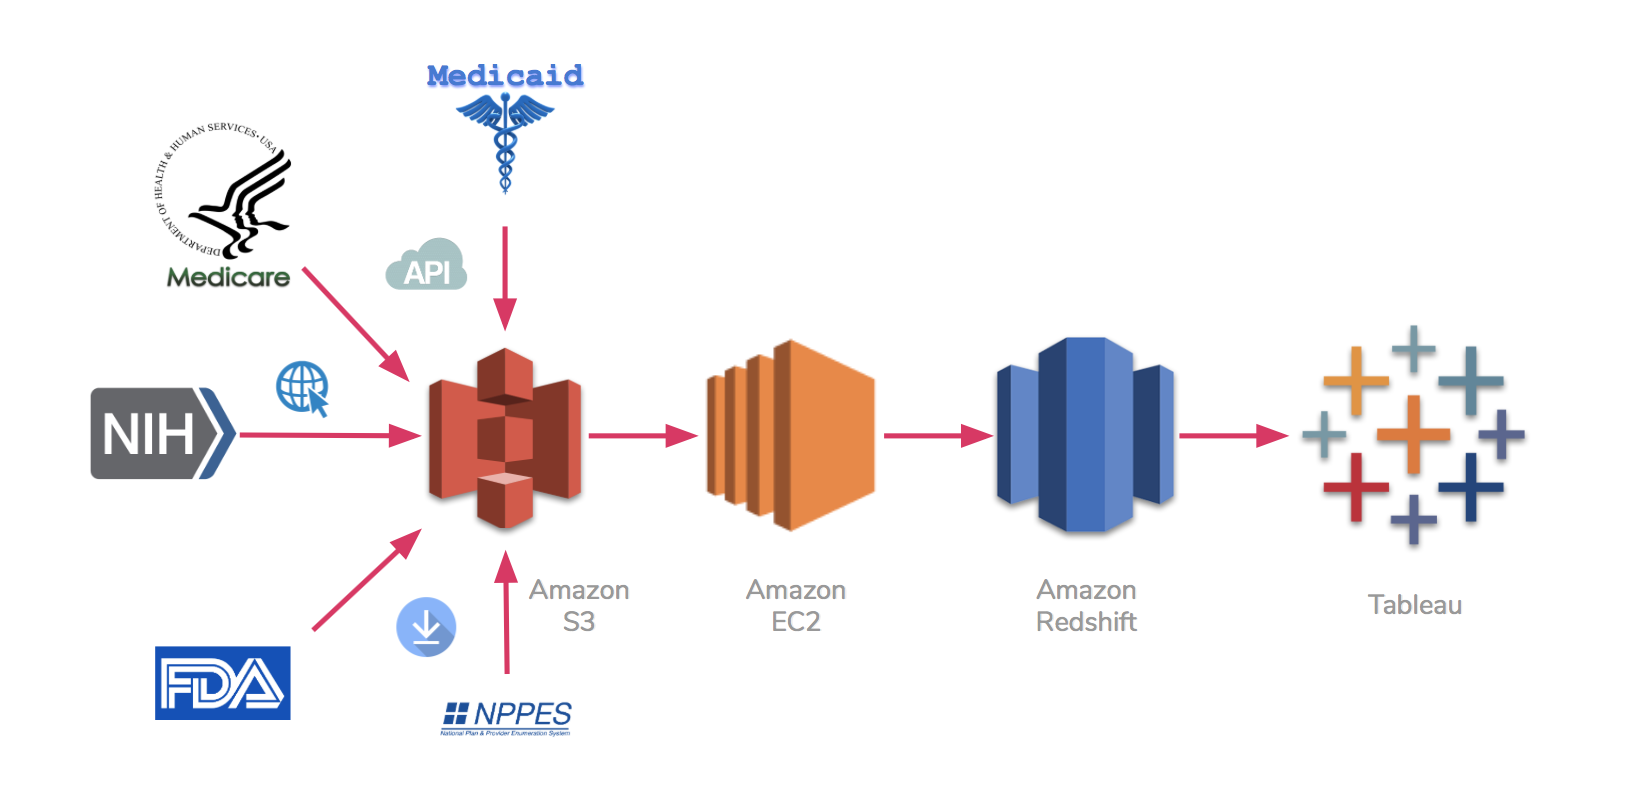 Medicaid
DEPARTMENT OF HEALTH & HUMAN SERVICES • USA
Medicare
API
NIH
Amazon
S3
Amazon
EC2
Amazon
Redshift
Tableau
FDA
NPPES
National Plan & Provider Enumeration System